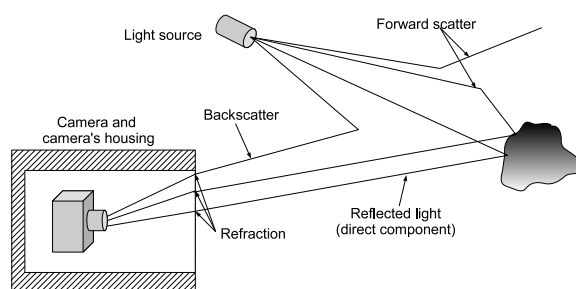 Forward scatter
Light source
Backscatter
Camera and
camera's housing
Reflected light
(direct component)
Refraction